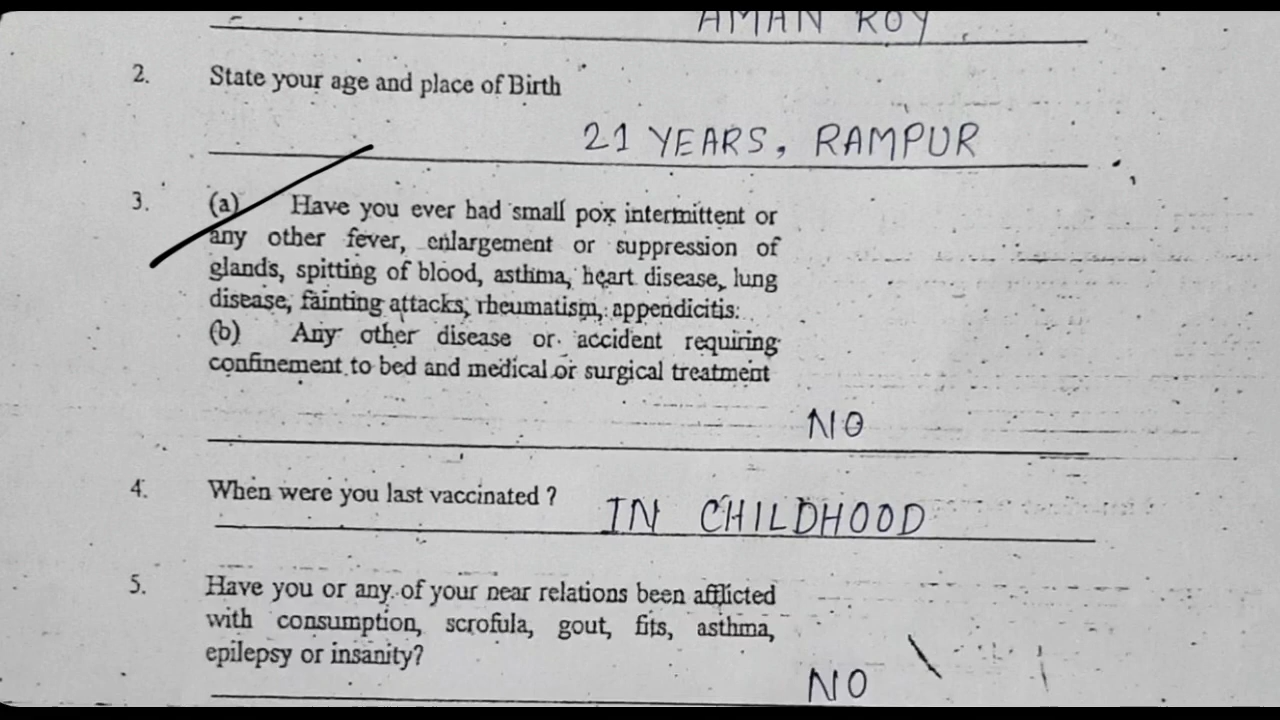 AMAN ROY
2. State your age and place of Birth
21 YEARS, RAMPUR
3. (a) Have you ever had small pox intermittent or
any other fever, enlargement or suppression of
glands, spitting of blood, asthma, heart disease, lung
disease, fainting attacks, rheumatism, appendicitis.
(b) Any other disease or accident requiring
confinement to bed and medical or surgical treatment
NO
4. When were you last vaccinated ? IN CHILDHOOD
5. Have you or any of your near relations been afflicted
with consumption, scrofula, gout, fits, asthma,
epilepsy or insanity?
NO